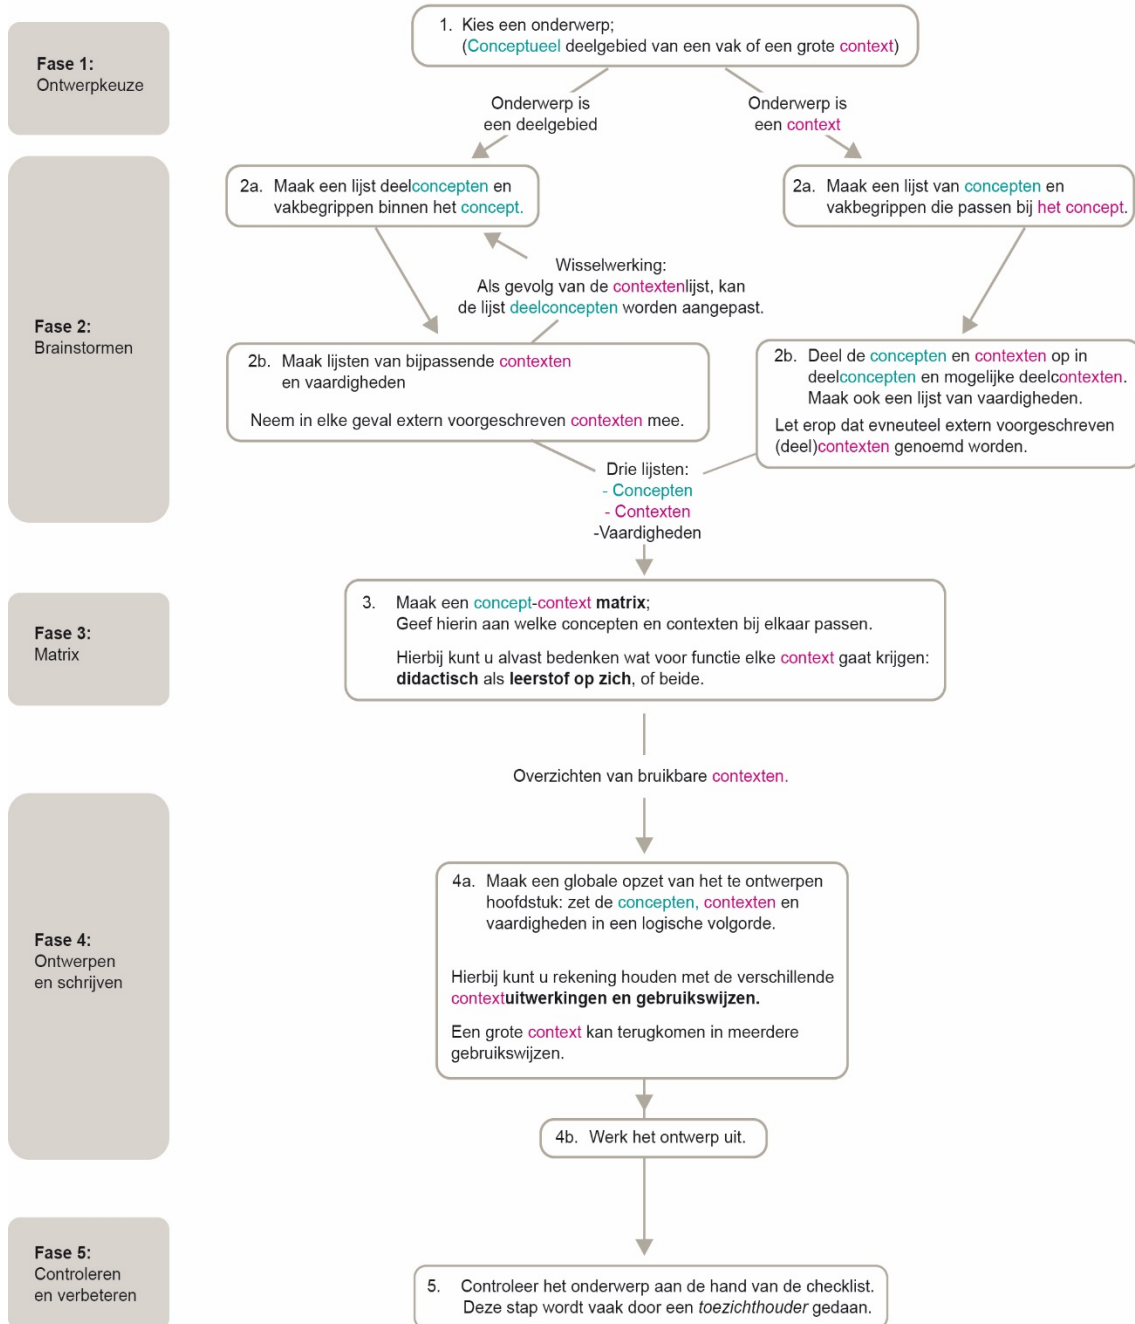 Fase 1:
Ontwerpkeuze
1. Kies een onderwerp;
(Conceptueel deelgebied van een vak of een grote context)
Onderwerp is
een deelgebied
Onderwerp is
een context
Fase 2:
Brainstormen
2a. Maak een lijst deelconcepten en
vakbegrippen binnen het concept.
2a. Maak een lijst van concepten en
vakbegrippen die passen bij het concept.
Wisselwerking:
Als gevolg van de contextenlijst, kan
de lijst deelconcepten worden aangepast.
2b. Maak lijsten van bijpassende contexten
en vaardigheden
Neem in elke geval extern voorgeschreven contexten mee.
2b. Deel de concepten en contexten op in
deelconcepten en mogelijke deelcontexten.
Maak ook een lijst van vaardigheden.
Let erop dat evneuteel extern voorgeschreven
(deel)contexten genoemd worden.
Drie lijsten:
- Concepten
- Contexten
-Vaardigheden
Fase 3:
Matrix
3. Maak een concept-context matrix;
Geef hierin aan welke concepten en contexten bij elkaar passen.
Hierbij kunt u alvast bedenken wat voor functie elke context gaat krijgen:
didactisch als leerstof op zich, of beide.
Overzichten van bruikbare contexten.
Fase 4:
Ontwerpen
en schrijven
4a. Maak een globale opzet van het te ontwerpen
hoofdstuk: zet de concepten, contexten en
vaardigheden in een logische volgorde.
Hierbij kunt u rekening houden met de verschillende
contextuitwerkingen en gebruikswijzen.
Een grote context kan terugkomen in meerdere
gebruikswijzen.
4b. Werk het ontwerp uit.
Fase 5:
Controleren
en verbeteren
5. Controleer het onderwerp aan de hand van de checklist.
Deze stap wordt vaak door een toezichthouder gedaan.